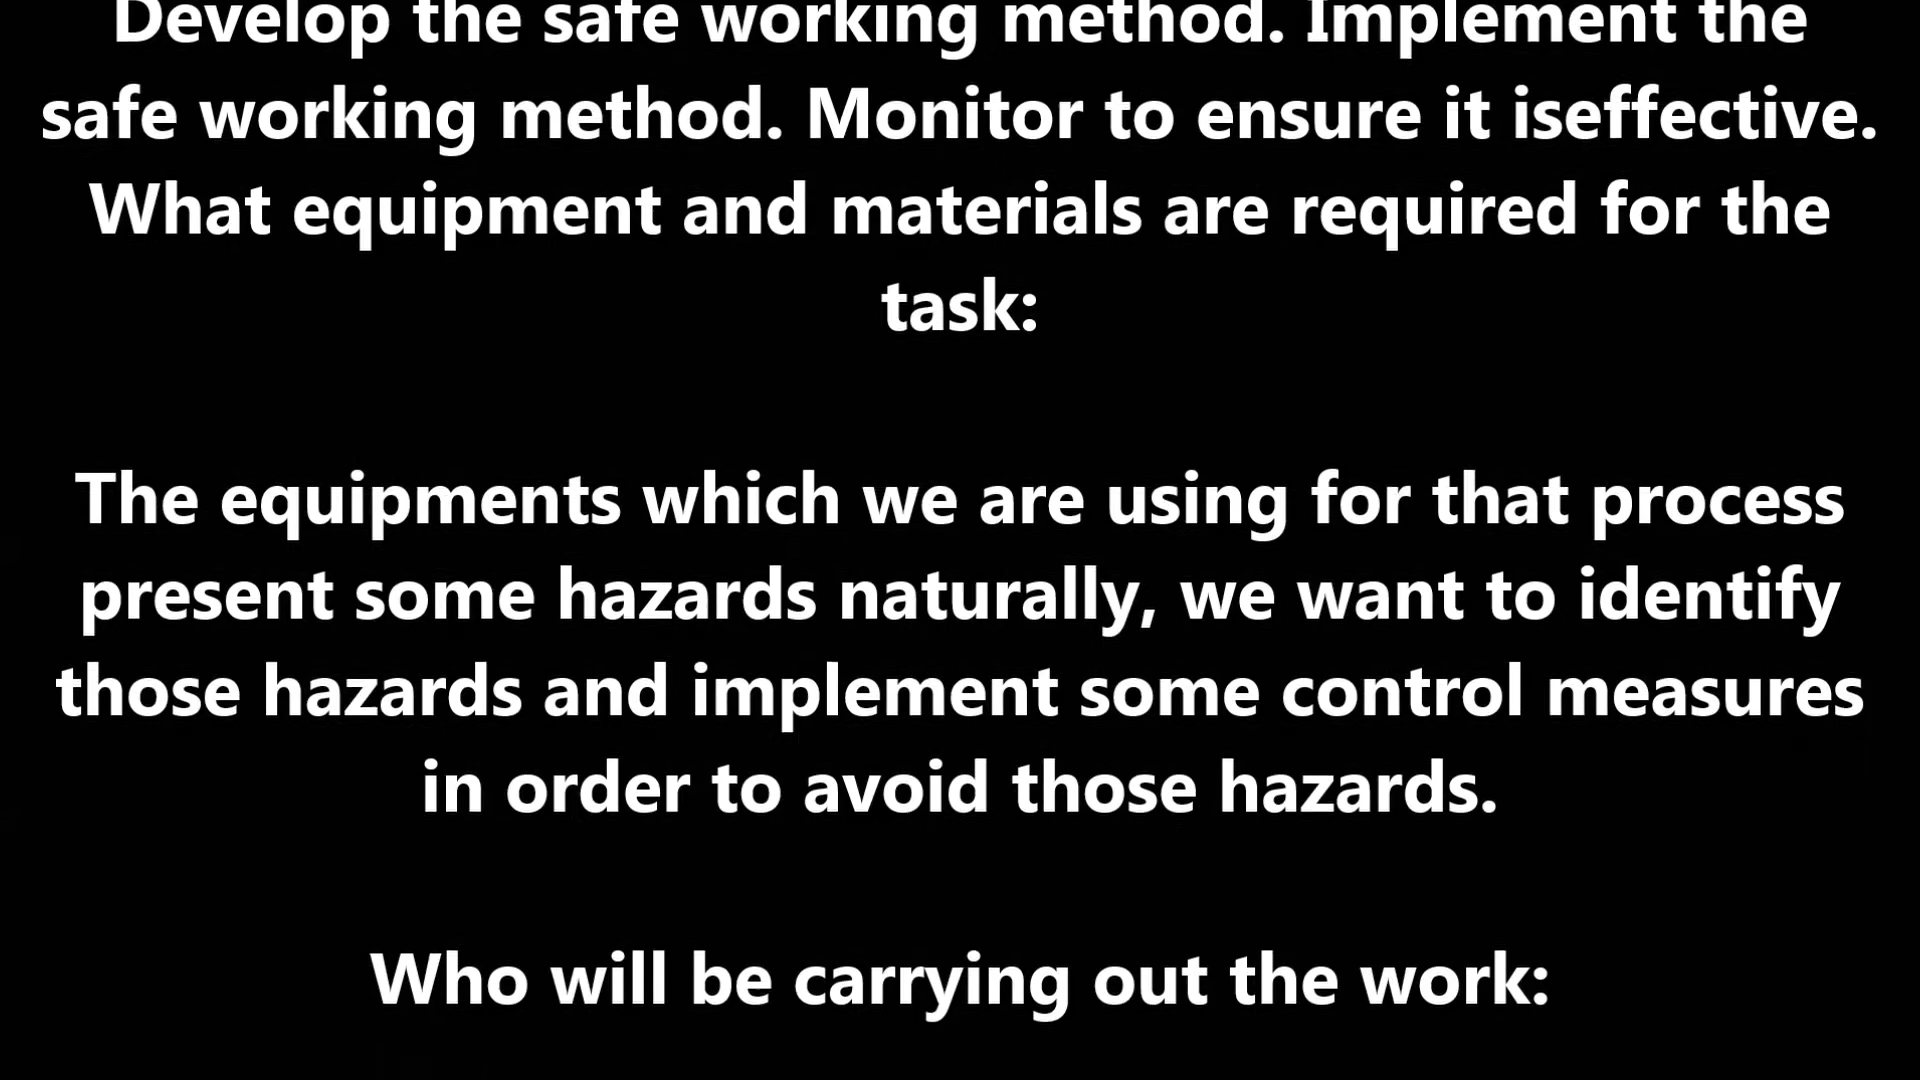 Develop the safe working method. Implement the
safe working method. Monitor to ensure it iseffective.
What equipment and materials are required for the
task:
The equipments which we are using for that process
present some hazards naturally, we want to identify
those hazards and implement some control measures
in order to avoid those hazards.
Who will be carrying out the work: